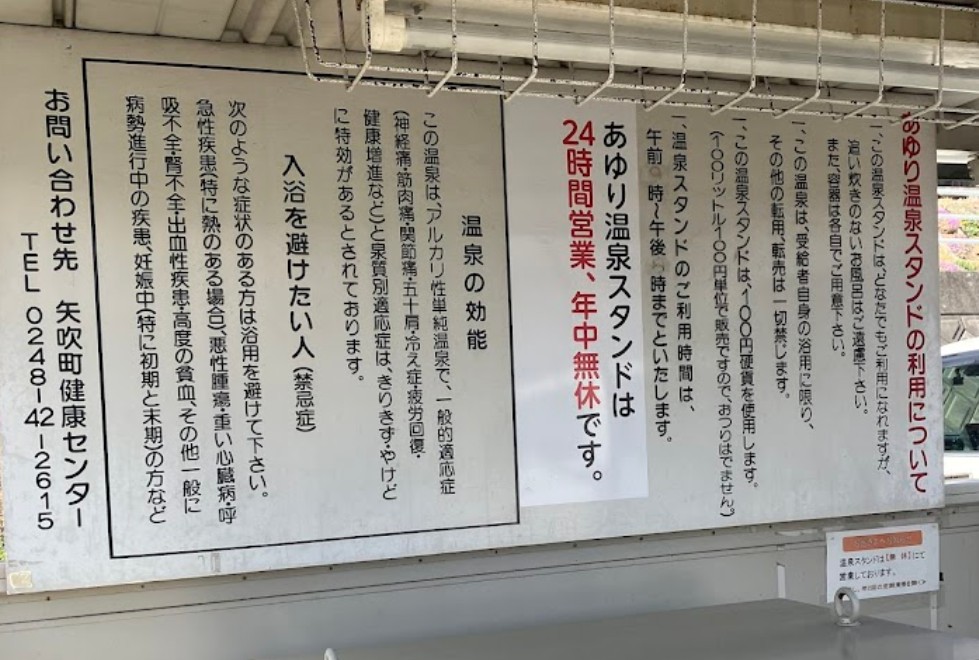 あゆり温泉スタンドの利用について
一、この温泉スタンドはどなたでもご利用になれますが、
追い炊きのないお風呂はご遠慮下さい。
また、容器は各自でご用意下さい。
一、この温泉は、受給者自身の浴用に限り、
その他の転用、転売は一切禁じます。
一、この温泉スタンドは、100円硬貨を使用します。
(100リットル100円単位で販売ですので、おつりはでません)
一、温泉スタンドのご利用時間は、
午前 時〜午後 時までといたします。
あゆり温泉スタンドは
24時間営業、年中無休です。
温泉の効能
この温泉は、アルカリ性単純温泉で、一般的適応症
(神経痛・筋肉痛・関節痛・五十肩・冷え症・疲労回復・
健康増進など)と泉質別適応症は、きりきず・やけど
に特効があるとされております。
入浴を避けたい人(禁急症)
次のような症状のある方は浴用を避けて下さい。
急性疾患(特に熱のある場合)、悪性腫瘍・重い心臓病・呼
吸不全・腎不全・出血性疾患・高度の貧血、その他一般に
病勢進行中の疾患、妊娠中(特に初期と末期の方など
お問い合わせ先 矢吹町健康センター
TEL 0248-42-2615
温泉スタンドは【無休】にて
営業しております。